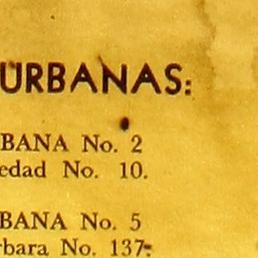 URBANAS:
BANA No. 2
edad No. 10.
BANA No. 5
rbara No. 137-